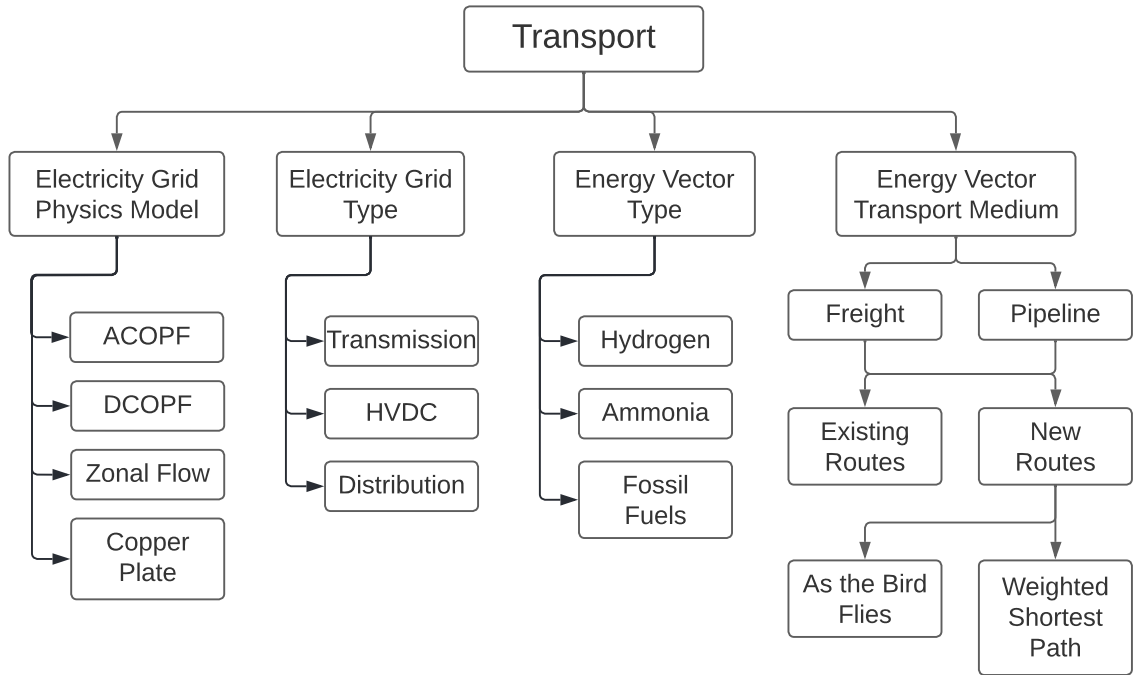 Transport
Electricity Grid
Physics Model
Electricity Grid
Type
Energy Vector
Type
Energy Vector
Transport Medium
ACOPF
DCOPF
Zonal Flow
Copper
Plate
Transmission
HVDC
Distribution
Hydrogen
Ammonia
Fossil
Fuels
Freight
Pipeline
Existing
Routes
New
Routes
As the Bird
Flies
Weighted
Shortest
Path